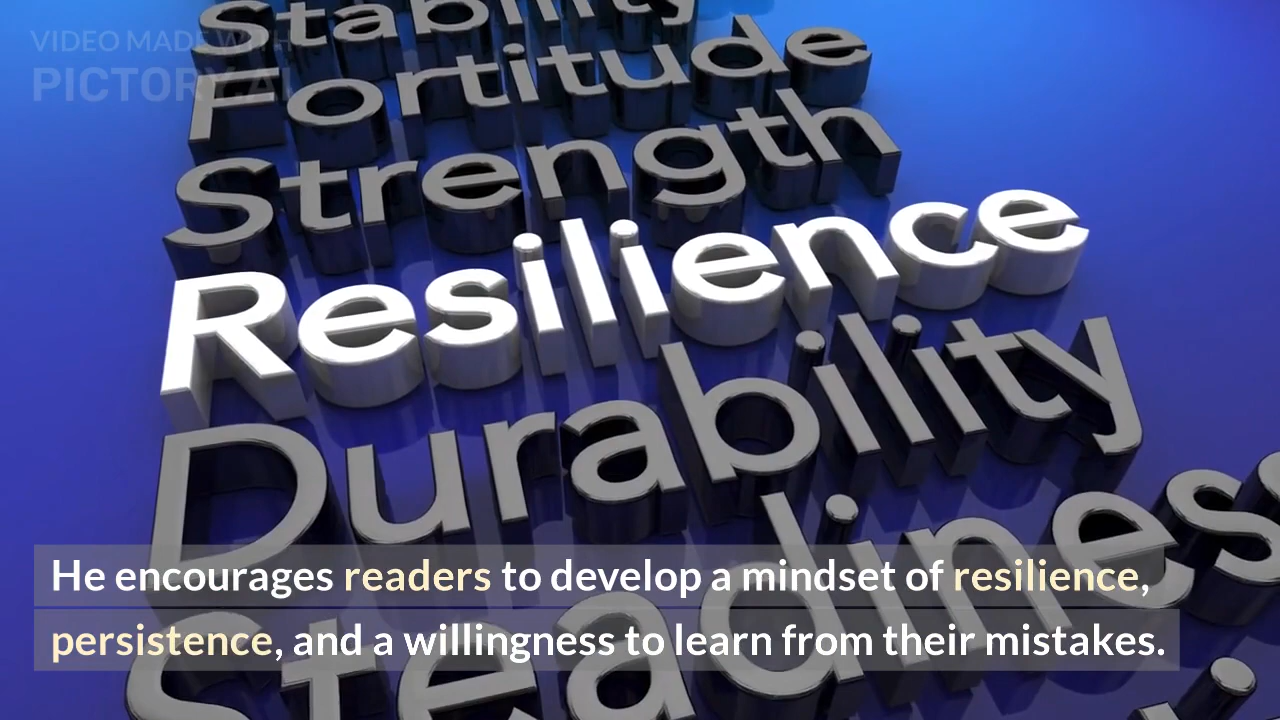 VIDEO MADE WITH
PICTORY.AI
Stability
Fortitude
Strength
Resilience
Durability
Steadiness
He encourages readers to develop a mindset of resilience,
persistence, and a willingness to learn from their mistakes.